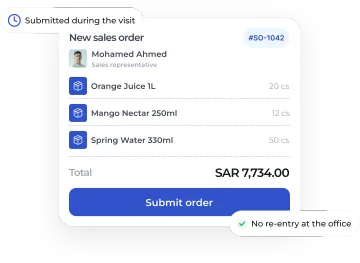 Submitted during the visit
New sales order
#SO-1042
Mohamed Ahmed
Sales representative
Orange Juice 1L
20 cs
Mango Nectar 250ml
12 cs
Spring Water 330ml
50 cs
Total
SAR 7,734.00
Submit order
No re-entry at the office